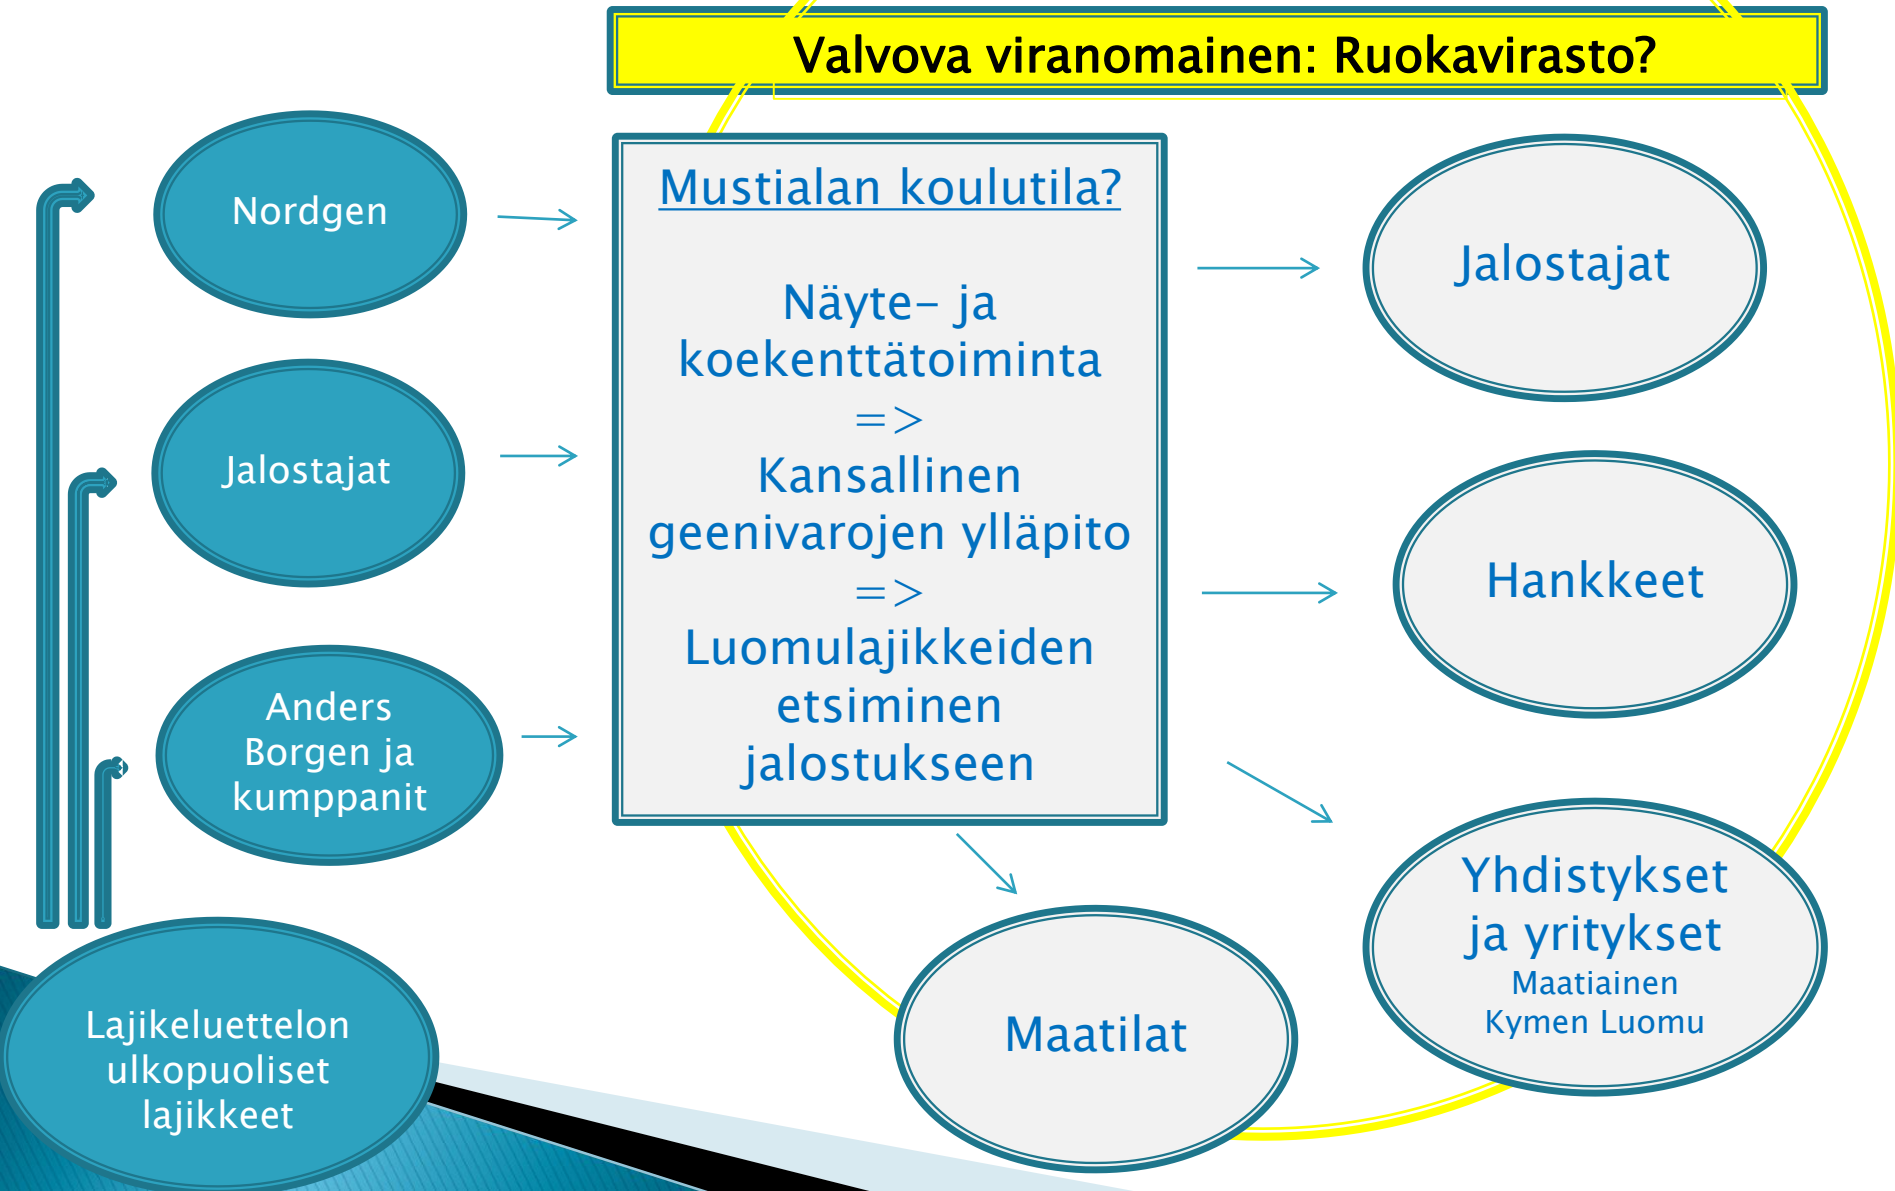 Valvova viranomainen: Ruokavirasto?
Nordgen
Jalostajat
Anders
Borgen ja
kumppanit
Lajikeluettelon
ulkopuoliset
lajikkeet
Mustialan koulutila?
Näyte- ja
koekenttätoiminta
=>
Kansallinen
geenivarojen ylläpito
=>
Luomulajikkeiden
etsiminen
jalostukseen
Jalostajat
Hankkeet
Yhdistykset
ja yritykset
Maatiainen
Kymen Luomu
Maatilat